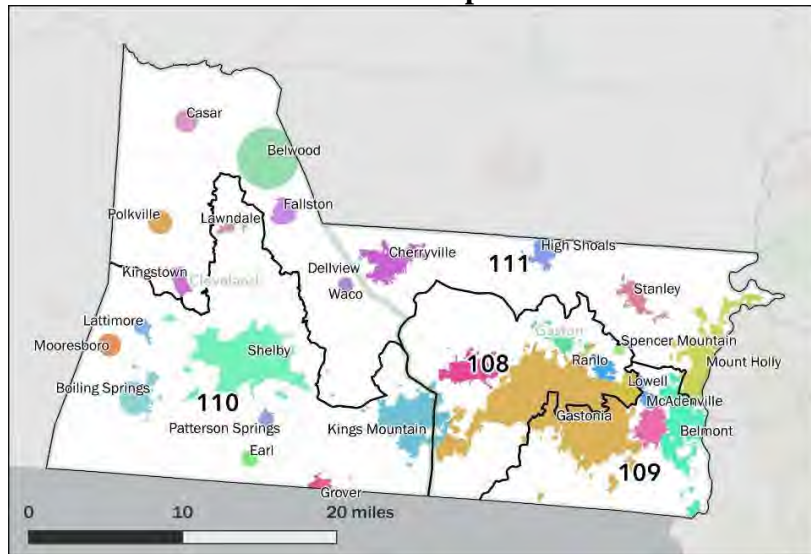 Casar
Belwood
Fallston
Polkville
Lawndale
Cherryville
High Shoals
111
Kingstown
Cleveland
Dellview
Waco
Stanley
Lattimore
Gaston
Spencer Mountain
Mooresboro
Shelby
Ranlo
Mount Holly
108
Lowell
Boiling Springs
110
McAdenville
Gastonia
Patterson Springs
Kings Mountain
Belmont
Earl
109
Grover
0 10 20 miles